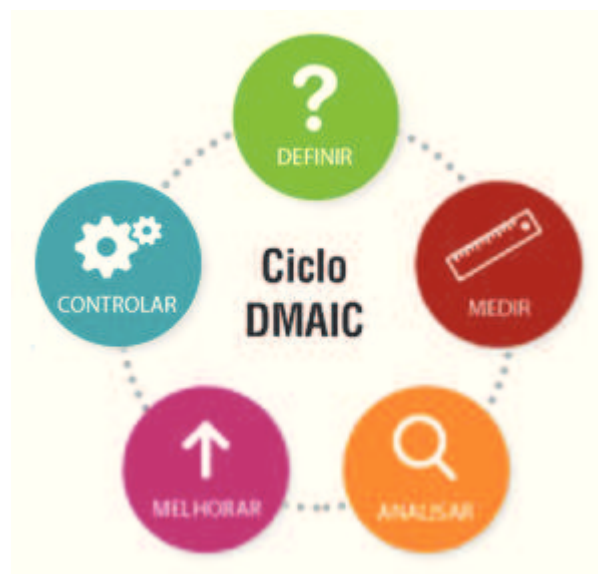 DEFINIR
MEDIR
ANALISAR
MELHORAR
CONTROLAR
Ciclo
DMAIC